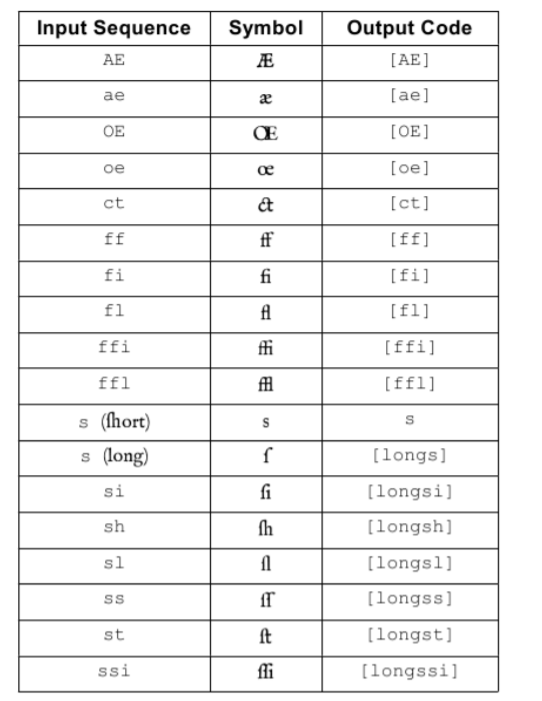 Input Sequence Symbol Output Code
AE Æ [AE]
ae æ [ae]
OE Œ [OE]
oe œ [oe]
ct ct [ct]
ff ff [ff]
fi fi [fi]
fl fl [fl]
ffi ffi [ffi]
ffl ffl [ffl]
s (ſhort) s s
s (long) ſ [longs]
si ſi [longsi]
sh ſh [longsh]
sl ſl [longsl]
ss ſſ [longss]
st ſt [longst]
ssi ſſi [longssi]